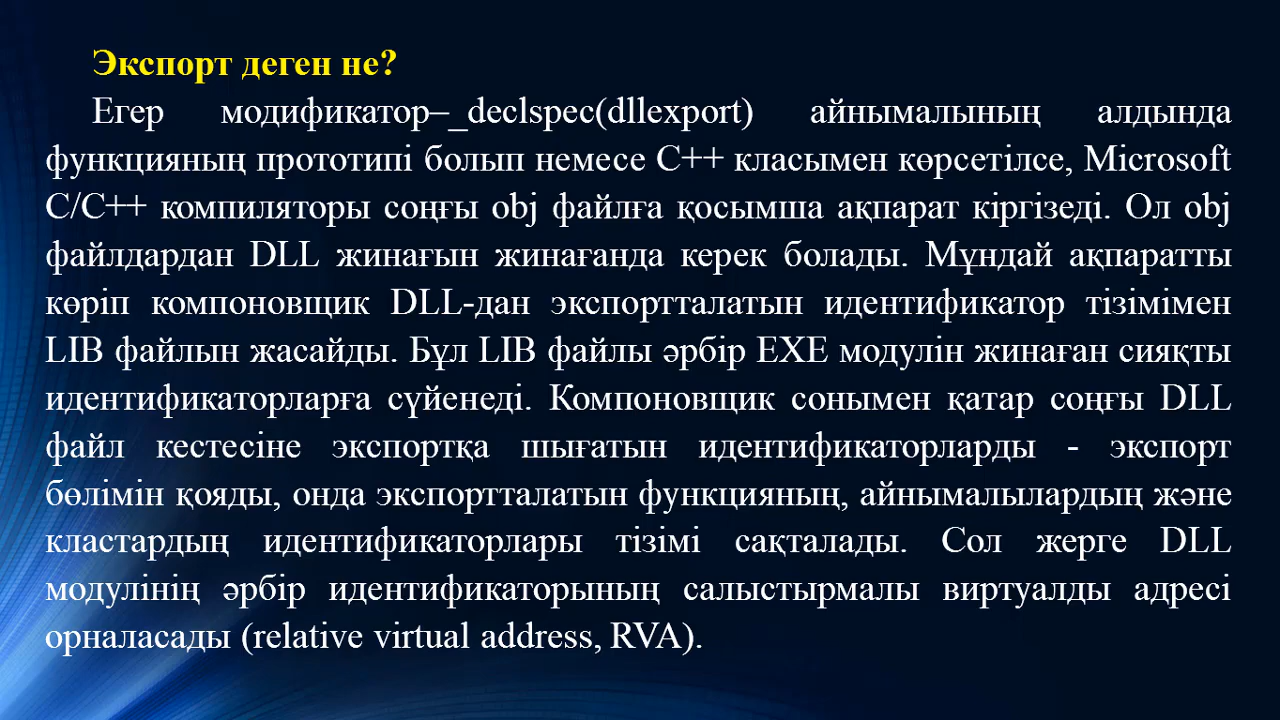 Экспорт деген не?
Егер модификатор–_declspec(dllexport) айнымалының алдында
функцияның прототипі болып немесе C++ класымен көрсетілсе, Microsoft
C/C++ компиляторы соңғы obj файлға қосымша ақпарат кіргізеді. Ол obj
файлдардан DLL жинағын жинағанда керек болады. Мұндай ақпаратты
көріп компоновщик DLL-дан экспортталатын идентификатор тізімімен
LIB файлын жасайды. Бұл LIB файлы әрбір EXE модулін жинаған сияқты
идентификаторларға сүйенеді. Компоновщик сонымен қатар соңғы DLL
файл кестесіне экспортқа шығатын идентификаторларды - экспорт
бөлімін қояды, онда экспортталатын функцияның, айнымалылардың және
кластардың идентификаторлары тізімі сақталады. Сол жерге DLL
модулінің әрбір идентификаторының салыстырмалы виртуалды адресі
орналасады (relative virtual address, RVA).